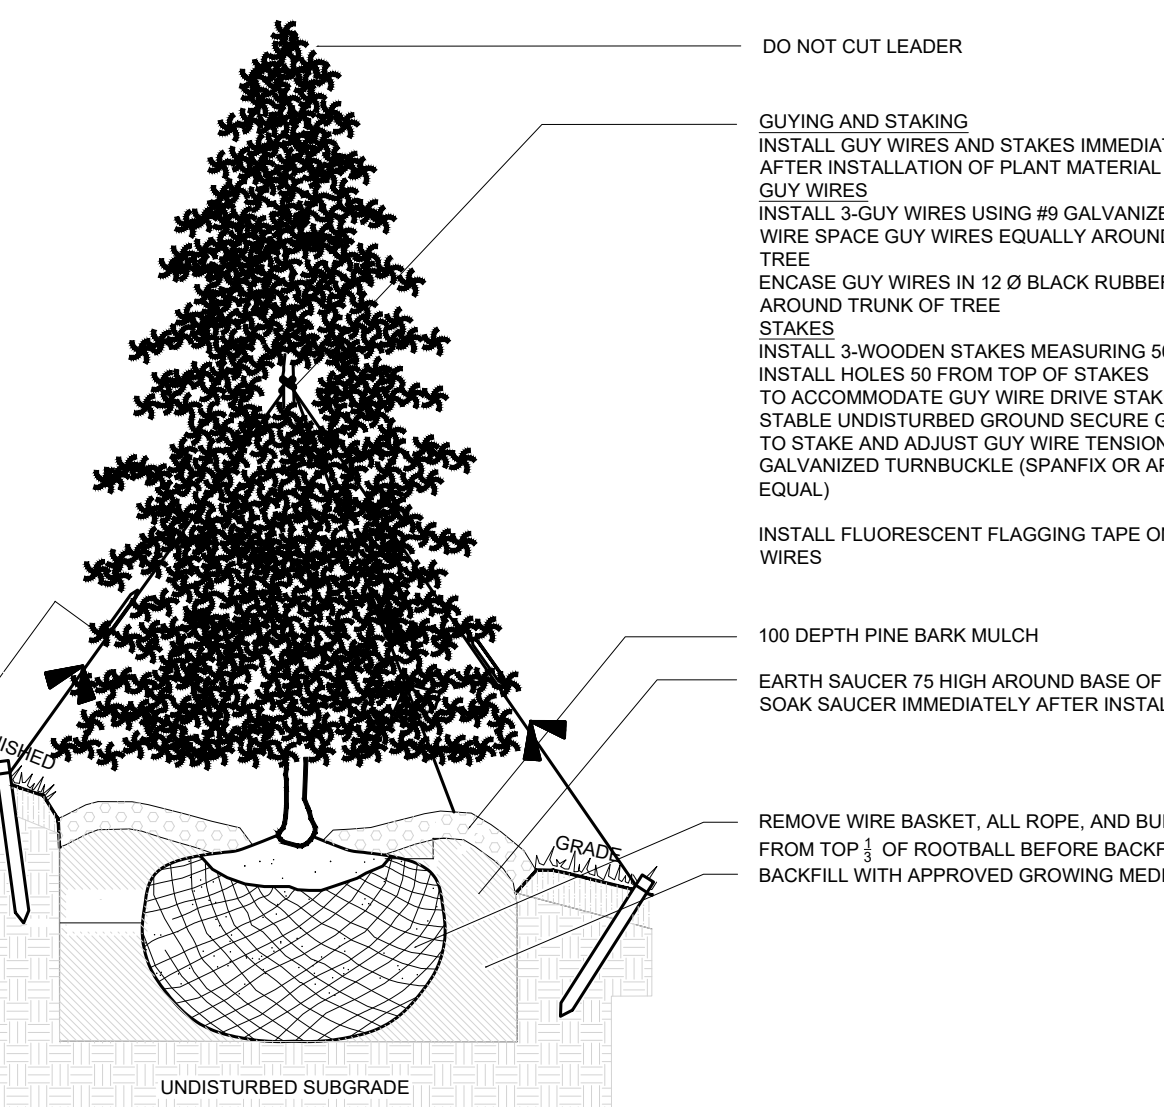 DO NOT CUT LEADER
GUYING AND STAKING
INSTALL GUY WIRES AND STAKES IMMEDIAT
AFTER INSTALLATION OF PLANT MATERIAL
GUY WIRES
INSTALL 3-GUY WIRES USING #9 GALVANIZE
WIRE SPACE GUY WIRES EQUALLY AROUND
TREE
ENCASE GUY WIRES IN 12 Ø BLACK RUBBER
AROUND TRUNK OF TREE
STAKES
INSTALL 3-WOODEN STAKES MEASURING 50
INSTALL HOLES 50 FROM TOP OF STAKES
TO ACCOMMODATE GUY WIRE DRIVE STAK
STABLE UNDISTURBED GROUND SECURE G
TO STAKE AND ADJUST GUY WIRE TENSION
GALVANIZED TURNBUCKLE (SPANFIX OR AP
EQUAL)
INSTALL FLUORESCENT FLAGGING TAPE ON
WIRES
100 DEPTH PINE BARK MULCH
EARTH SAUCER 75 HIGH AROUND BASE OF
SOAK SAUCER IMMEDIATELY AFTER INSTAL
ISHED
GRADE
REMOVE WIRE BASKET, ALL ROPE, AND BU
FROM TOP 1/3 OF ROOTBALL BEFORE BACKF
BACKFILL WITH APPROVED GROWING MEDI
UNDISTURBED SUBGRADE